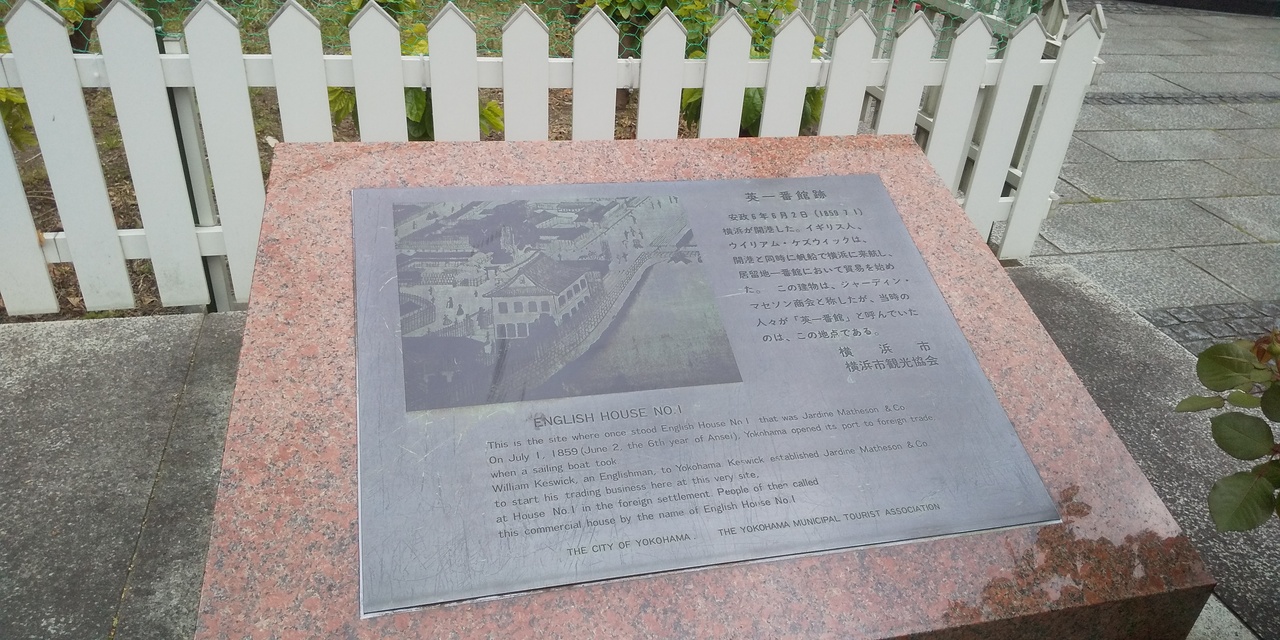 英一番館跡
安政6年6月2日(1859.7.1)
横浜が開港した。イギリス人、
ウイリアム・ケズウイックは、
開港と同時に帆船で横浜に来航し、
居留地一番館において貿易を始め
た。 この建物は、ジャーディン・
マセソン商会と称したが、当時の
人々が「英一番館」と呼んでいた
のは、この地点である。
横 浜 市
横浜市観光協会
ENGLISH HOUSE NO.1
This is the site where once stood English House No 1 that was Jardine Matheson & Co
On July 1, 1859 (June 2, the 6th year of Ansei), Yokohama opened its port to foreign trade
when a sailing boat took
William Keswick, an Englishman, to Yokohama. Keswick established Jardine Matheson & Co
to start his trading business here at this very site,
at House No.1 in the foreign settlement. People of then called
this commercial house by the name of English House No.1
THE CITY OF YOKOHAMA. THE YOKOHAMA MUNICIPAL TOURIST ASSOCIATION